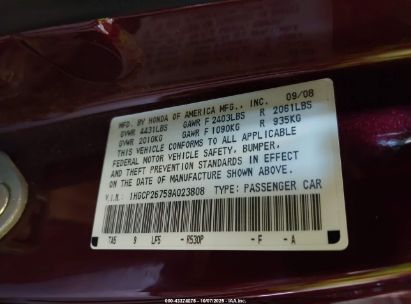 MFD. BY HONDA OF AMERICA MFG., INC. 09/08
GVWR 4431LBS GAWR F 2403LBS R 2061LBS
GVWR 2010KG GAWR F 1090KG R 935KG
THIS VEHICLE CONFORMS TO ALL APPLICABLE
FEDERAL MOTOR VEHICLE SAFETY, BUMPER,
AND THEFT PREVENTION STANDARDS IN EFFECT
ON THE DATE OF MANUFACTURE SHOWN ABOVE.
V.I.N.: 1HGCP26759A023808 TYPE: PASSENGER CAR
TA5 9 LF5 - R530P - F - A